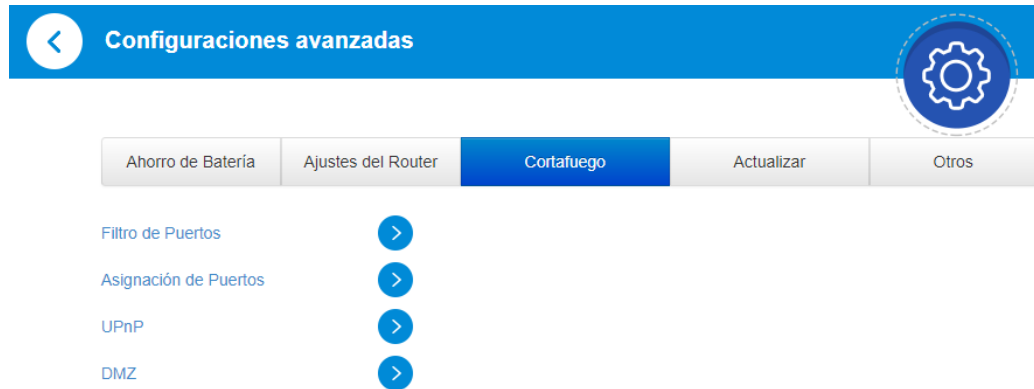 Configuraciones avanzadas
Ahorro de Batería Ajustes del Router Cortafuego Actualizar Otros
Filtro de Puertos
Asignación de Puertos
UPnP
DMZ